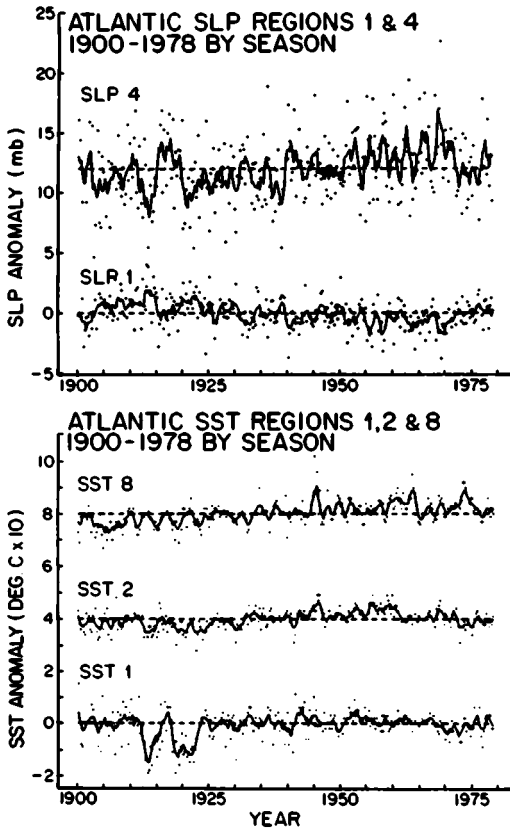 ATLANTIC SLP REGIONS 1 & 4
1900-1978 BY SEASON
25
20
15
10
5
0
-5
SLP ANOMALY (mb)
SLP 4
SLP 1
1900
1925
1950
1975
ATLANTIC SST REGIONS 1,2 & 8
1900-1978 BY SEASON
10
8
6
4
2
0
-2
SST ANOMALY (DEG C x 10)
SST 8
SST 2
SST 1
1900
1925
1950
1975
YEAR